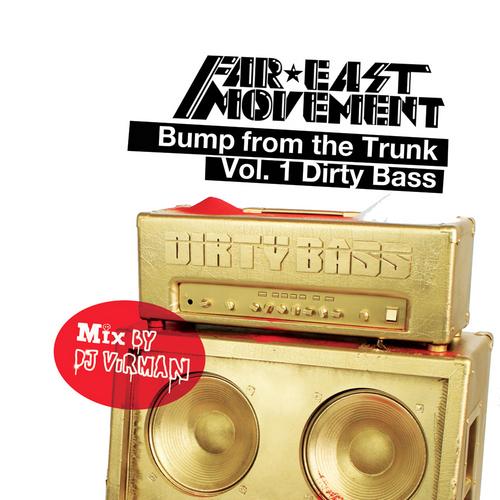 FAR★EAST
MOVEMENT
Bump from the Trunk
Vol. 1 Dirty Bass
DIRTY BASS
Mix BY
DJ ViRMAN